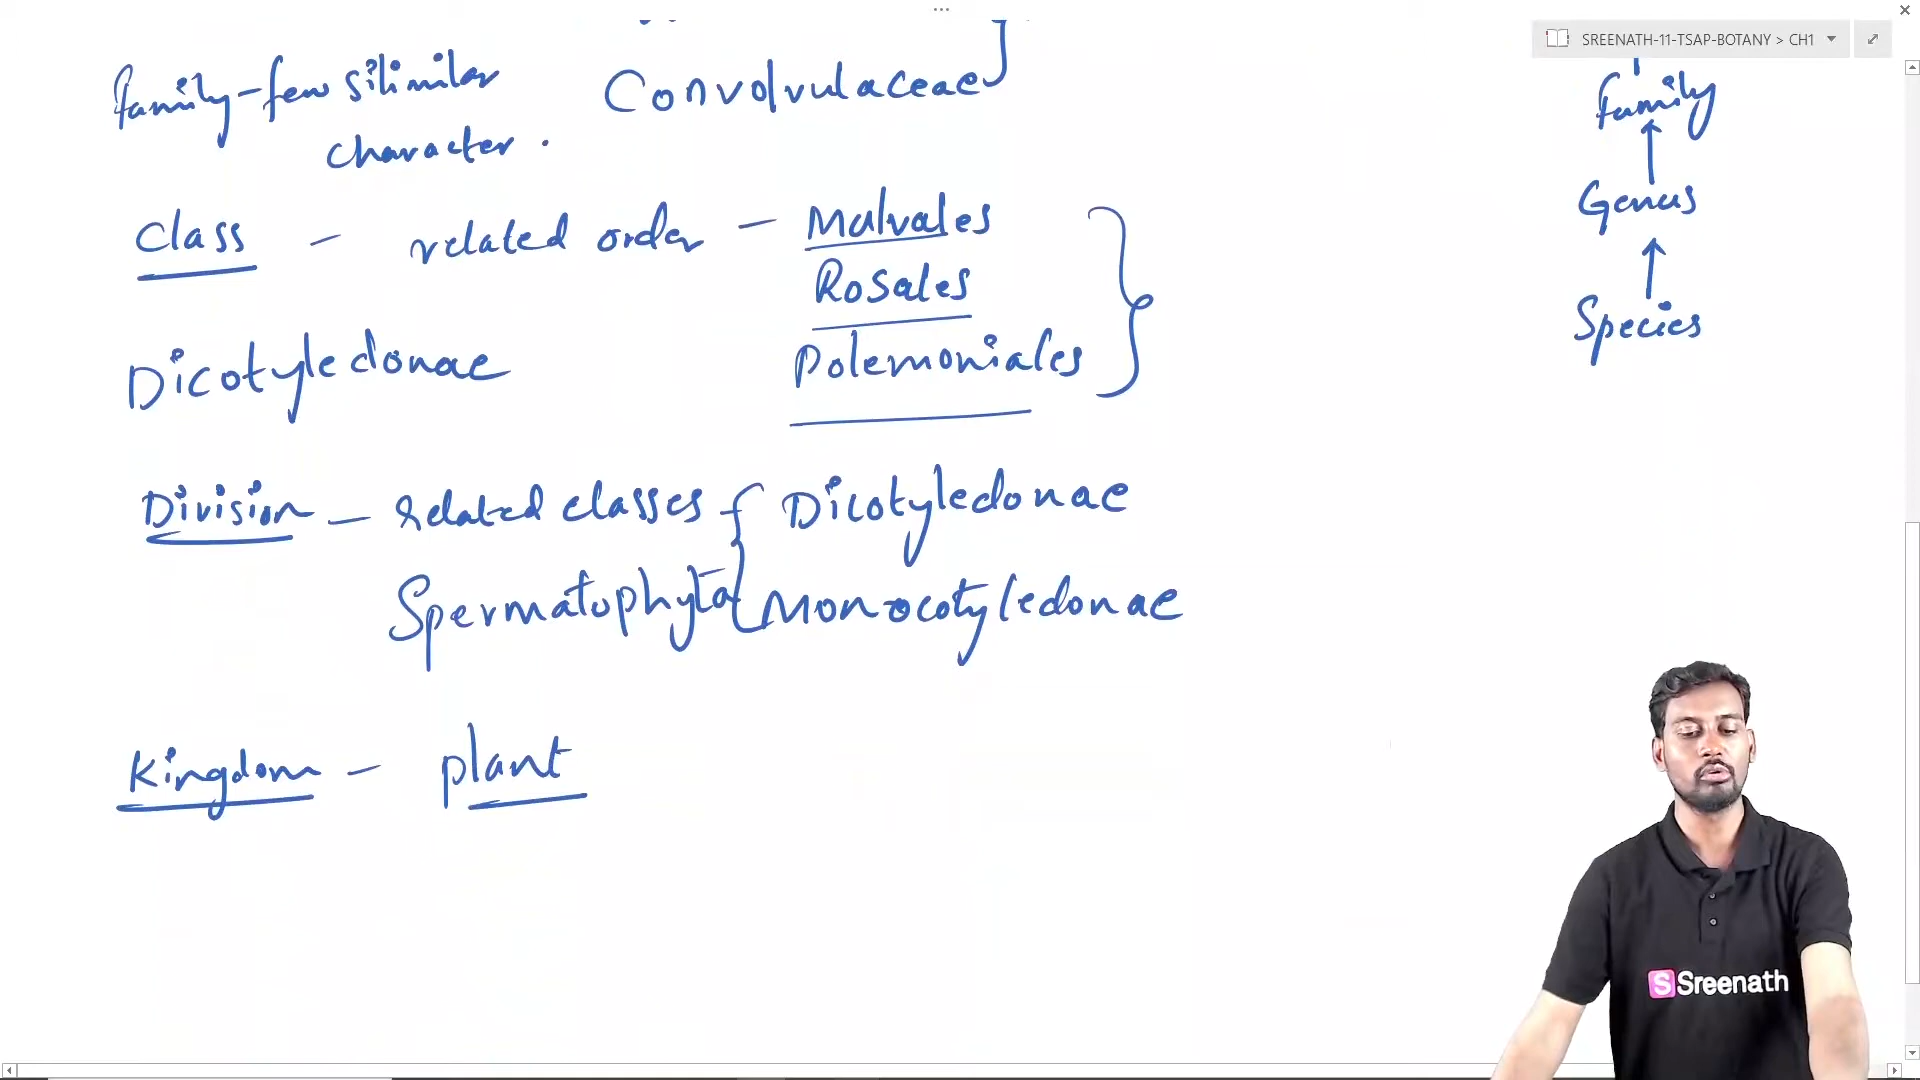 SREENATH-11-TSAP-BOTANY > CH1
family-few silimilar
character.
Convolvulaceae
Class - related order - Malvales
Rosales
Polemoniales
Dicotyledonae
Division - related classes Dicotyledonae
Spermatophyta Monocotyledonae
Kingdom - plant
Family
Genus
Species
S Sreenath